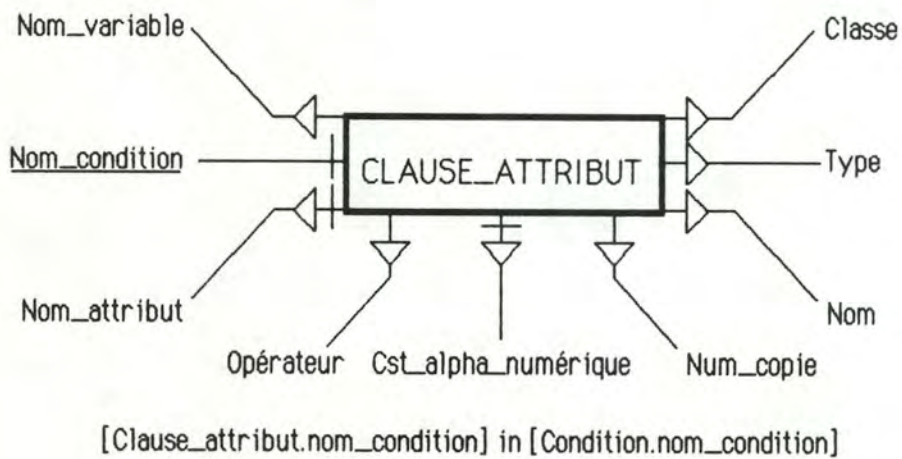 Nom_variable
Classe
Nom_condition
CLAUSE_ATTRIBUT
Type
Nom_attribut
Nom
Opérateur
Cst_alpha_numérique
Num_copie
[Clause_attribut.nom_condition] in [Condition.nom_condition]